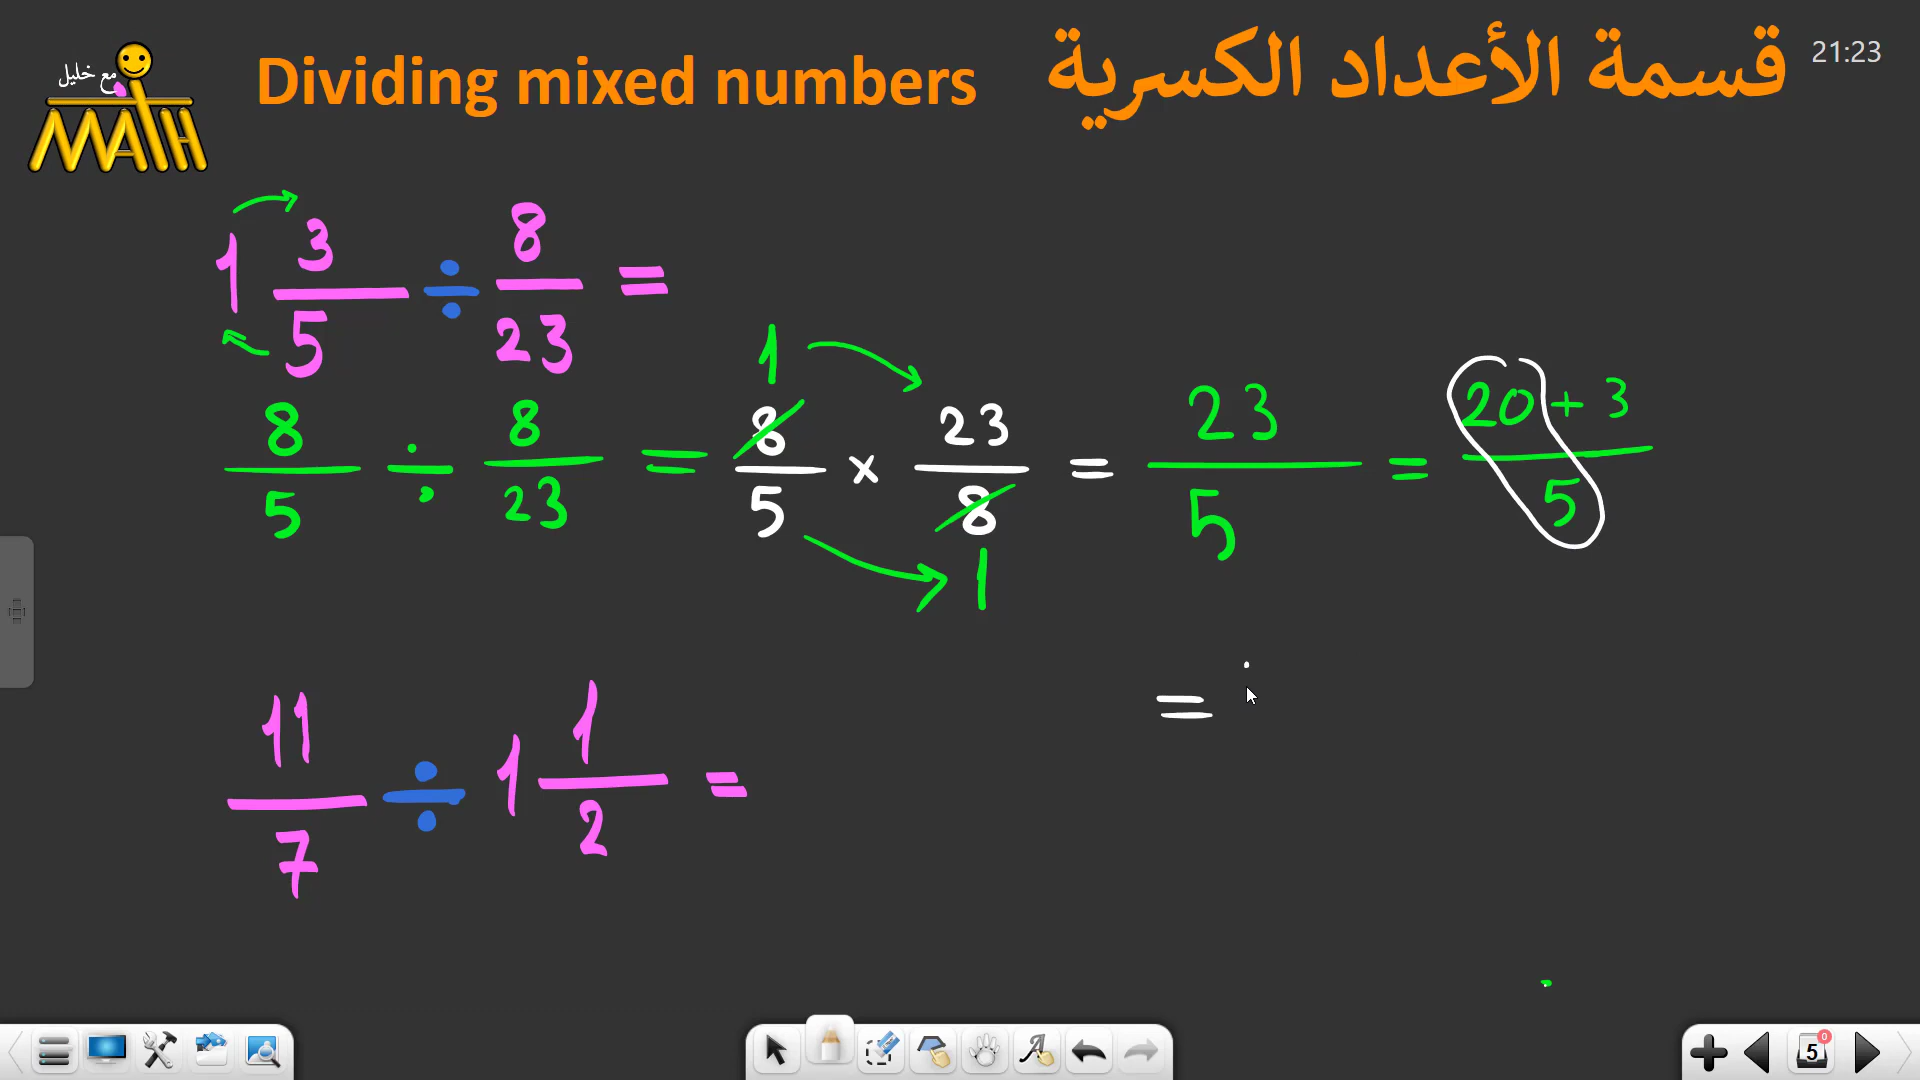 مع خليل
MATH
Dividing mixed numbers
قسمة الأعداد الكسرية
21:23
1 3/5 ÷ 8/23 =
8/5 ÷ 8/23 = 8/5 × 23/8 = 23/5 = 20 + 3/5
1
1
=
11/7 ÷ 1 1/2 =
5
0